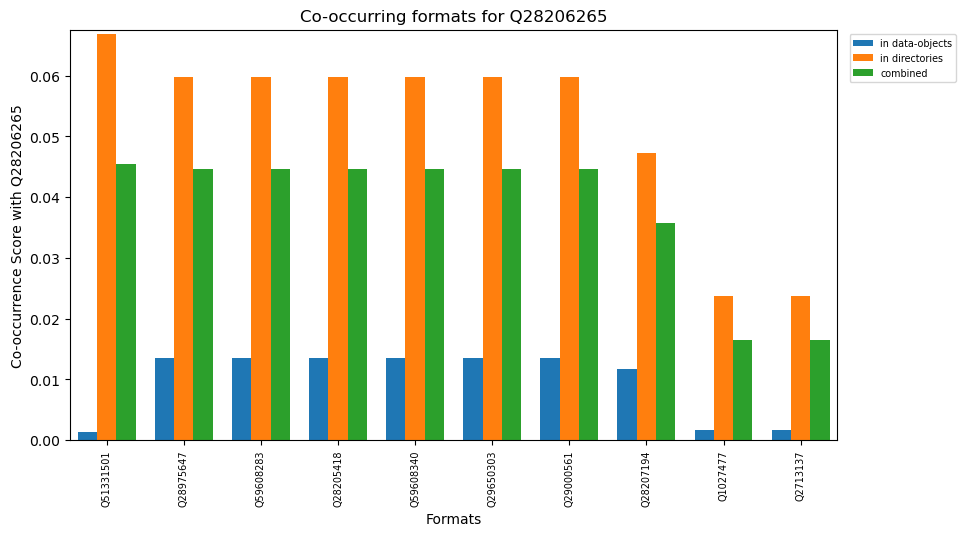 Co-occurring formats for Q28206265
in data-objects
in directories
combined
Co-occurrence Score with Q28206265
0.06
0.05
0.04
0.03
0.02
0.01
0.00
Q51331501
Q28975647
Q59608283
Q28205418
Q59608340
Q29650303
Q29000561
Q28207194
Q1027477
Q2713137
Formats